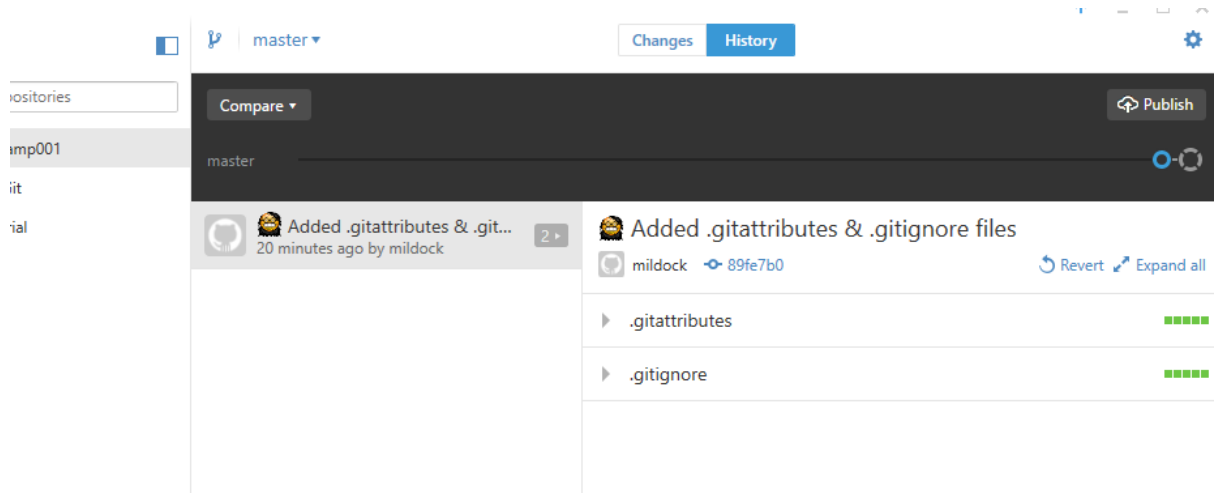 master
Changes
History
ositories
Compare
Publish
amp001
master
Git
rial
Added .gitattributes & .git...
20 minutes ago by mildock
2
Added .gitattributes & .gitignore files
mildock
89fe7b0
Revert
Expand all
.gitattributes
.gitignore